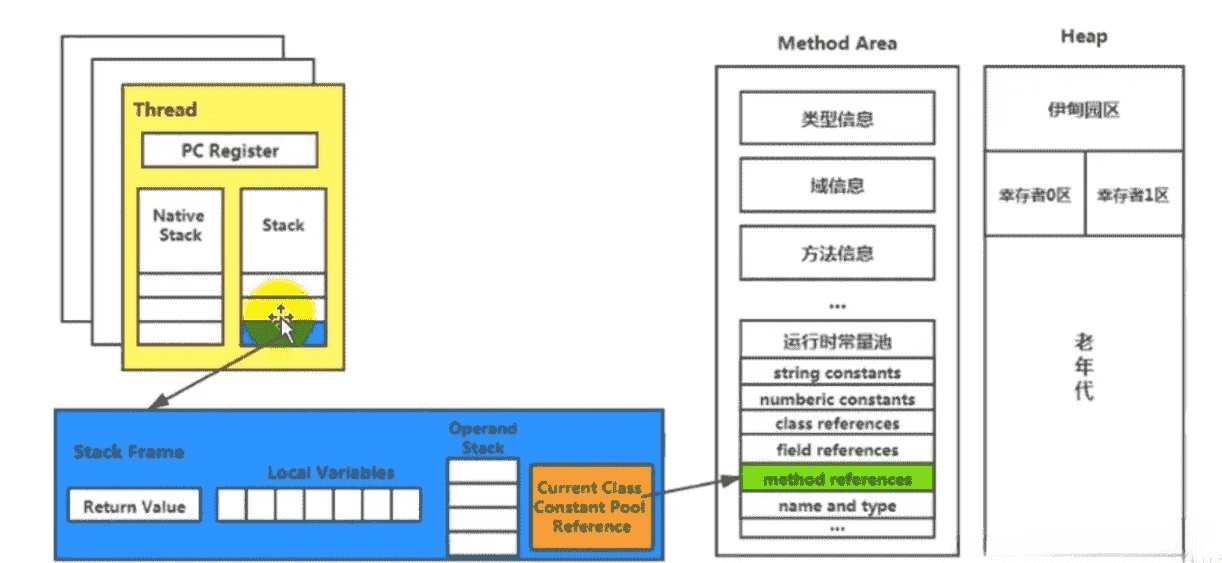 Thread
PC Register
Native
Stack
Stack
Stack Frame
Return Value
Local Variables
Operand
Stack
Current Class
Constant Pool
Reference
Method Area
类型信息
域信息
方法信息
...
运行时常量池
string constants
numberic constants
class references
field references
method references
name and type
...
Heap
伊甸园区
幸存者0区
幸存者1区
老
年
代